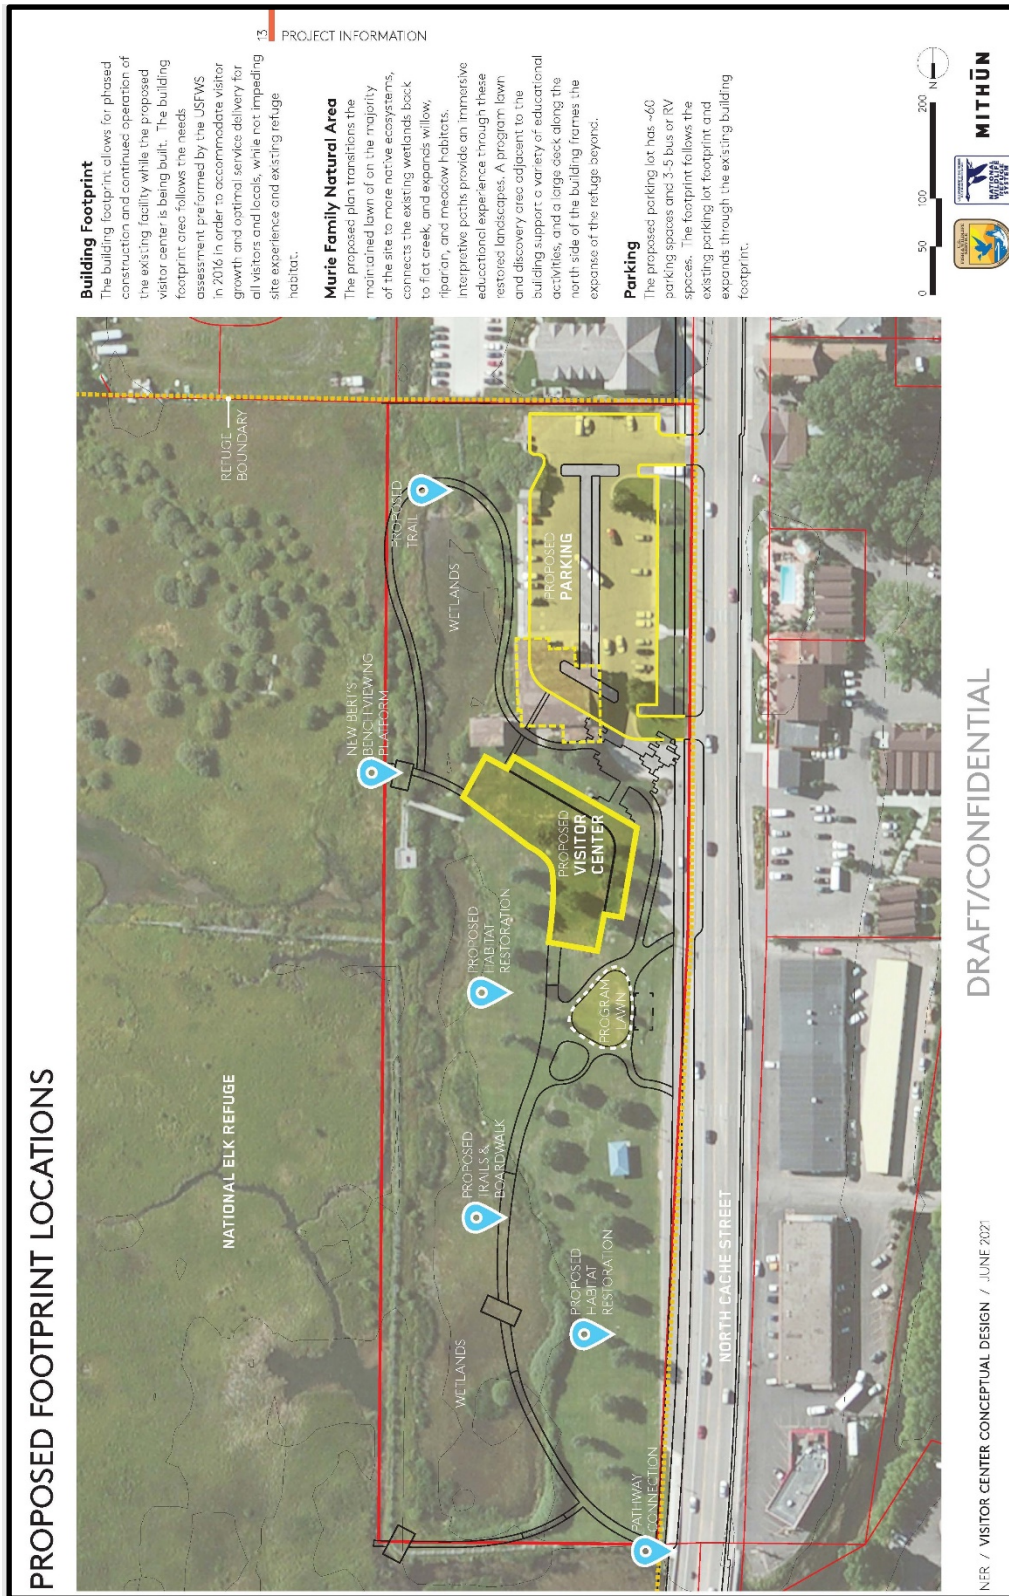 PROPOSED FOOTPRINT LOCATIONS
NATIONAL ELK REFUGE
REFUGE
BOUNDARY
NEW BERT'S
BENCH VIEWING
PLATFORM
PROPOSED
TRAIL
WETLANDS
PROPOSED
PARKING
PROPOSED
VISITOR
CENTER
PROPOSED
HABITAT
RESTORATION
PROGRAM
LAWN
PROPOSED
TRAILS &
BOARDWALK
WETLANDS
PROPOSED
HABITAT
RESTORATION
PATHWAY
CONNECTION
NORTH CACHE STREET
Building Footprint
The building footprint allows for phased
construction and continued operation of
the existing facility while the proposed
visitor center is being built. The building
footprint area follows the needs
assessment preformed by the USFWS
in 2016 in order to accommodate visitor
growth and optimal service delivery for
all visitors and locals, while not impeding
site experience and existing refuge
habitat.
Murie Family Natural Area
The proposed plan transitions the
maintained lawn of on the majority
of the site to more native ecosystems,
connects the existing wetlands back
to flat creek, and expands willow,
riparian, and meadow habitats.
Interpretive paths provide an immersive
educational experience through these
restored landscapes. A program lawn
and discovery area adjacent to the
building support a variety of educational
activities, and a large deck along the
north side of the building frames the
expanse of the refuge beyond.
Parking
The proposed parking lot has ~60
parking spaces and 3-5 bus or RV
spaces. The footprint follows the
existing parking lot footprint and
expands through the existing building
footprint.
13
PROJECT INFORMATION
0 50 100 200
N
NATIONAL
WILDLIFE
REFUGE
SYSTEM
MITHŪN
NER / VISITOR CENTER CONCEPTUAL DESIGN / JUNE 2021
DRAFT/CONFIDENTIAL